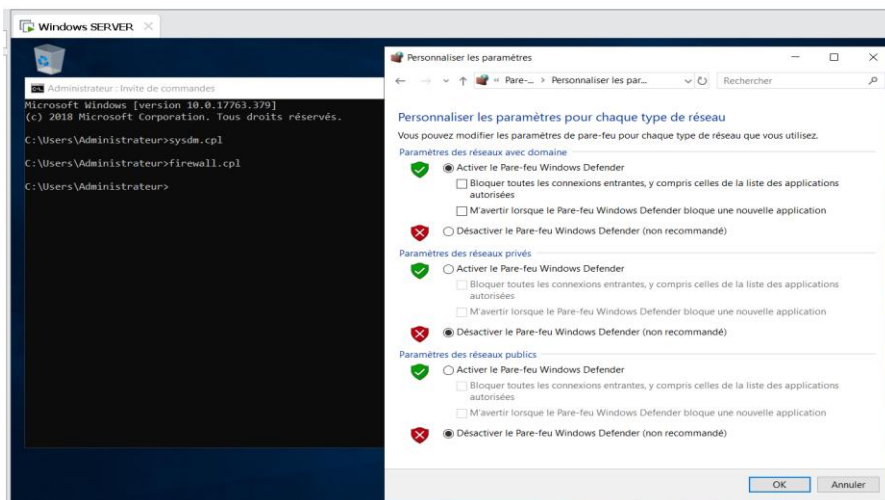 Windows SERVER
Administrateur : Invite de commandes
Microsoft Windows [version 10.0.17763.379]
(c) 2018 Microsoft Corporation. Tous droits réservés.
C:\Users\Administrateur>sysdm.cpl
C:\Users\Administrateur>firewall.cpl
C:\Users\Administrateur>
Personnaliser les paramètres
« Pare-... > Personnaliser les par...
Rechercher
Personnaliser les paramètres pour chaque type de réseau
Vous pouvez modifier les paramètres de pare-feu pour chaque type de réseau que vous utilisez.
Paramètres des réseaux avec domaine
Activer le Pare-feu Windows Defender
Bloquer toutes les connexions entrantes, y compris celles de la liste des applications
autorisées
M'avertir lorsque le Pare-feu Windows Defender bloque une nouvelle application
Désactiver le Pare-feu Windows Defender (non recommandé)
Paramètres des réseaux privés
Activer le Pare-feu Windows Defender
Bloquer toutes les connexions entrantes, y compris celles de la liste des applications
autorisées
M'avertir lorsque le Pare-feu Windows Defender bloque une nouvelle application
Désactiver le Pare-feu Windows Defender (non recommandé)
Paramètres des réseaux publics
Activer le Pare-feu Windows Defender
Bloquer toutes les connexions entrantes, y compris celles de la liste des applications
autorisées
M'avertir lorsque le Pare-feu Windows Defender bloque une nouvelle application
Désactiver le Pare-feu Windows Defender (non recommandé)
OK
Annuler